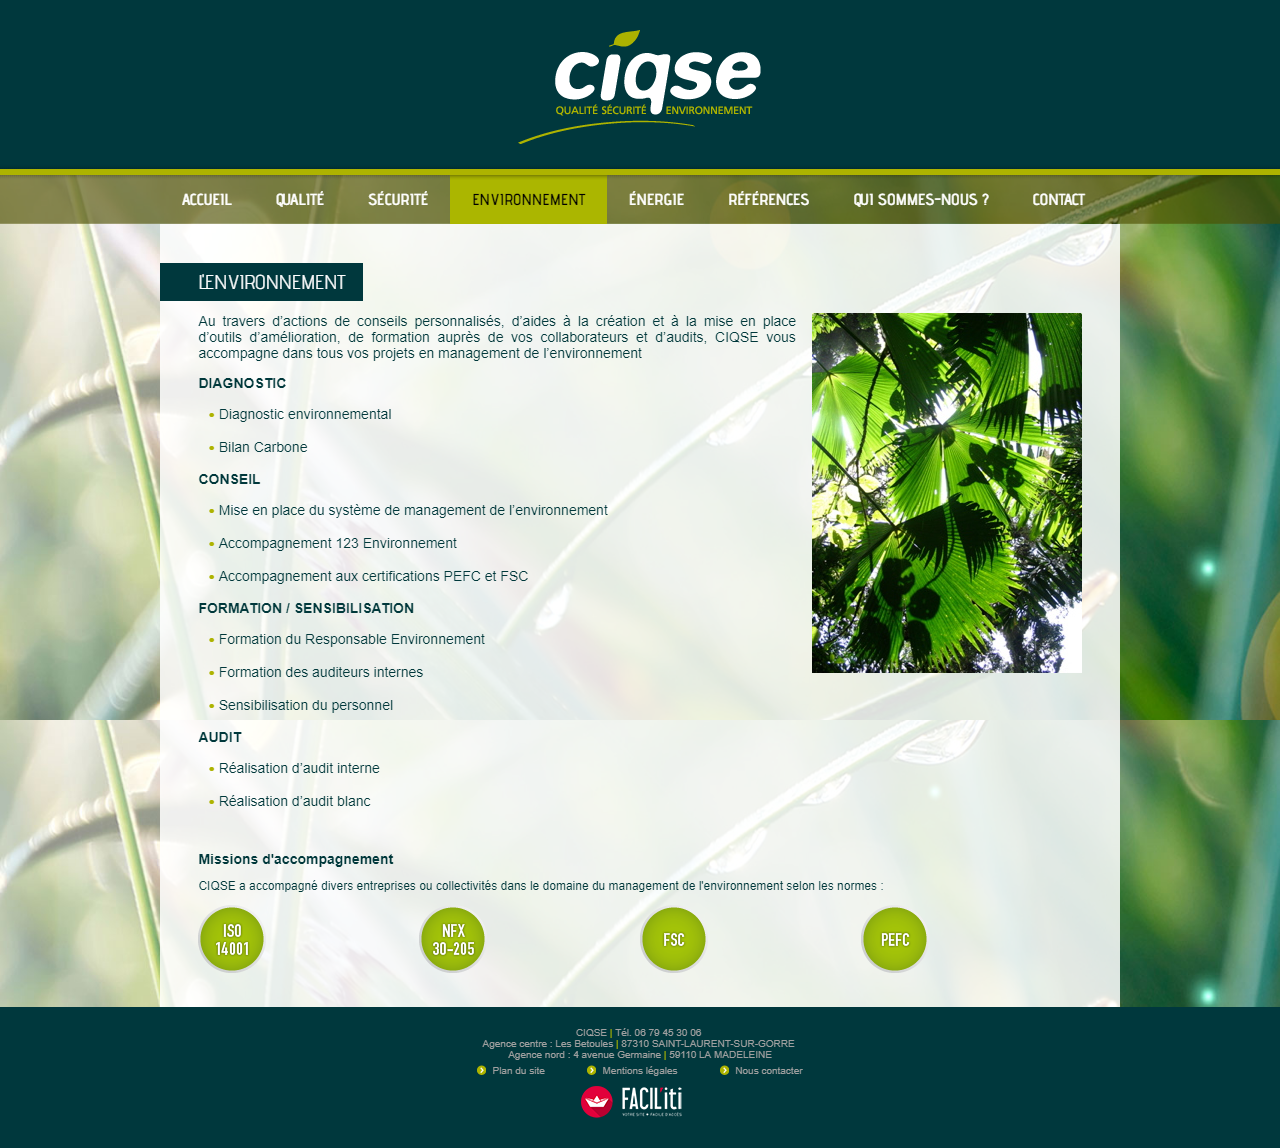 ciqse
QUALITÉ SÉCURITÉ ENVIRONNEMENT
ACCUEIL QUALITÉ SÉCURITÉ ENVIRONNEMENT ÉNERGIE RÉFÉRENCES QUI SOMMES-NOUS ? CONTACT
L'ENVIRONNEMENT
Au travers d’actions de conseils personnalisés, d’aides à la création et à la mise en place
d’outils d’amélioration, de formation auprès de vos collaborateurs et d’audits, CIQSE vous
accompagne dans tous vos projets en management de l’environnement
DIAGNOSTIC
• Diagnostic environnemental
• Bilan Carbone
CONSEIL
• Mise en place du système de management de l’environnement
• Accompagnement 123 Environnement
• Accompagnement aux certifications PEFC et FSC
FORMATION / SENSIBILISATION
• Formation du Responsable Environnement
• Formation des auditeurs internes
• Sensibilisation du personnel
AUDIT
• Réalisation d’audit interne
• Réalisation d’audit blanc
Missions d'accompagnement
CIQSE a accompagné divers entreprises ou collectivités dans le domaine du management de l'environnement selon les normes :
ISO
14001
NFX
30-205
FSC
PEFC
CIQSE | Tél. 06 79 45 30 06
Agence centre : Les Betoules | 87310 SAINT-LAURENT-SUR-GORRE
Agence nord : 4 avenue Germaine | 59110 LA MADELEINE
Plan du site Mentions légales Nous contacter
FACIL'iti
VOTRE SITE + FACILE D'ACCÈS